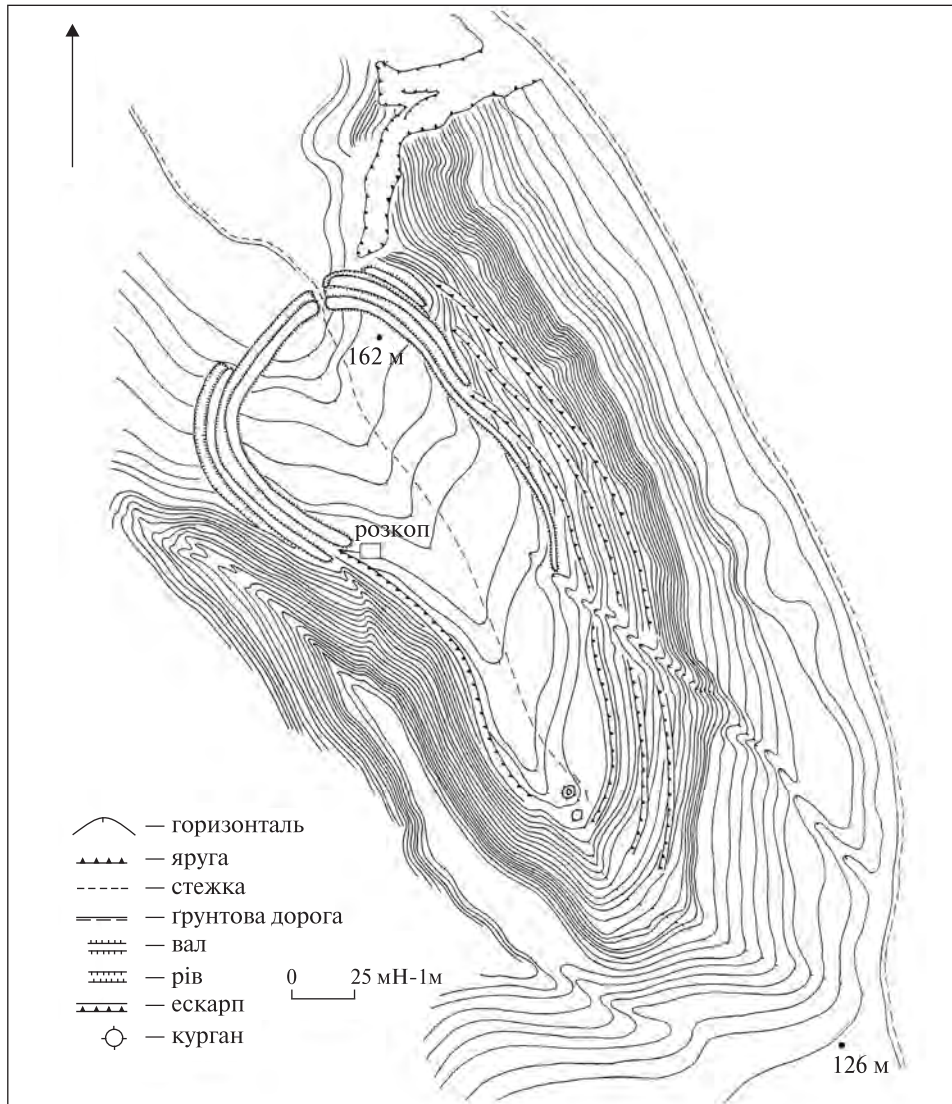 162 м
розкоп
— горизонталь
— яруга
— стежка
— ґрунтова дорога
— вал
— рів
— ескарп
— курган
0 25 мН-1м
126 м